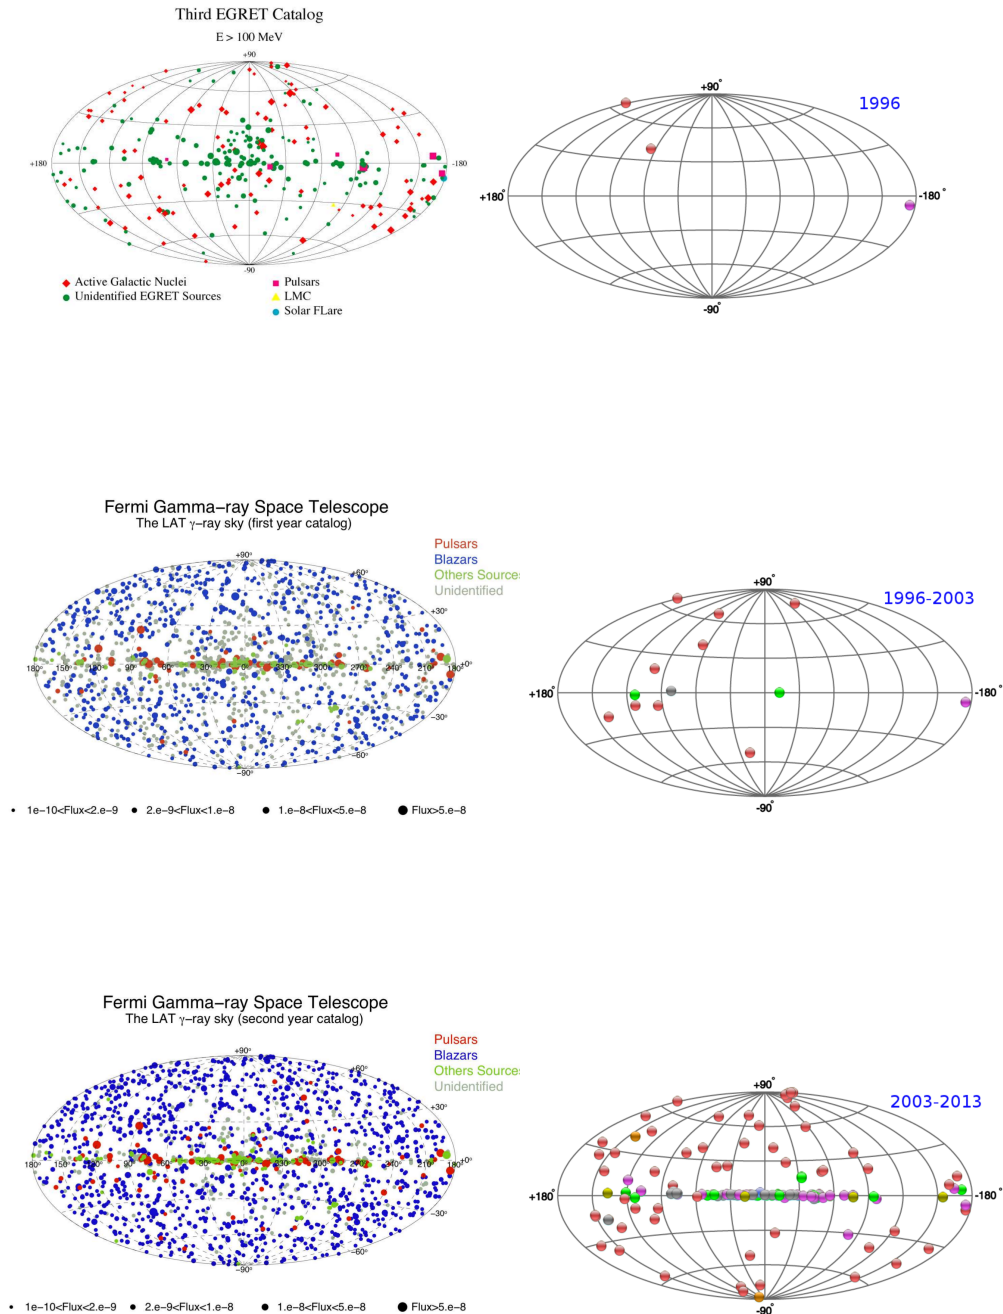 Third EGRET Catalog
E > 100 MeV
+90
+180
-180
-90
Active Galactic Nuclei
Unidentified EGRET Sources
Pulsars
LMC
Solar FLare
1996
+90°
+180°
-180°
-90°
Fermi Gamma-ray Space Telescope
The LAT γ-ray sky (first year catalog)
Pulsars
Blazars
Others Sources
Unidentified
+90°
+60°
+30°
180° 150° 120° 90° 60° 30° 0° 330° 300° 270° 240° 210° 180° +0°
-30°
-60°
-90°
1e-10<Flux<2.e-9 2.e-9<Flux<1.e-8 1.e-8<Flux<5.e-8 Flux>5.e-8
1996-2003
+90°
+180°
-180°
-90°
Fermi Gamma-ray Space Telescope
The LAT γ-ray sky (second year catalog)
Pulsars
Blazars
Others Sources
Unidentified
+90°
+60°
+30°
180° 150° 90° 30° 0° 300° 270° 210° 180° +0°
-30°
-60°
-90°
1e-10<Flux<2.e-9 2.e-9<Flux<1.e-8 1.e-8<Flux<5.e-8 Flux>5.e-8
2003-2013
+90°
+180°
-180°
-90°